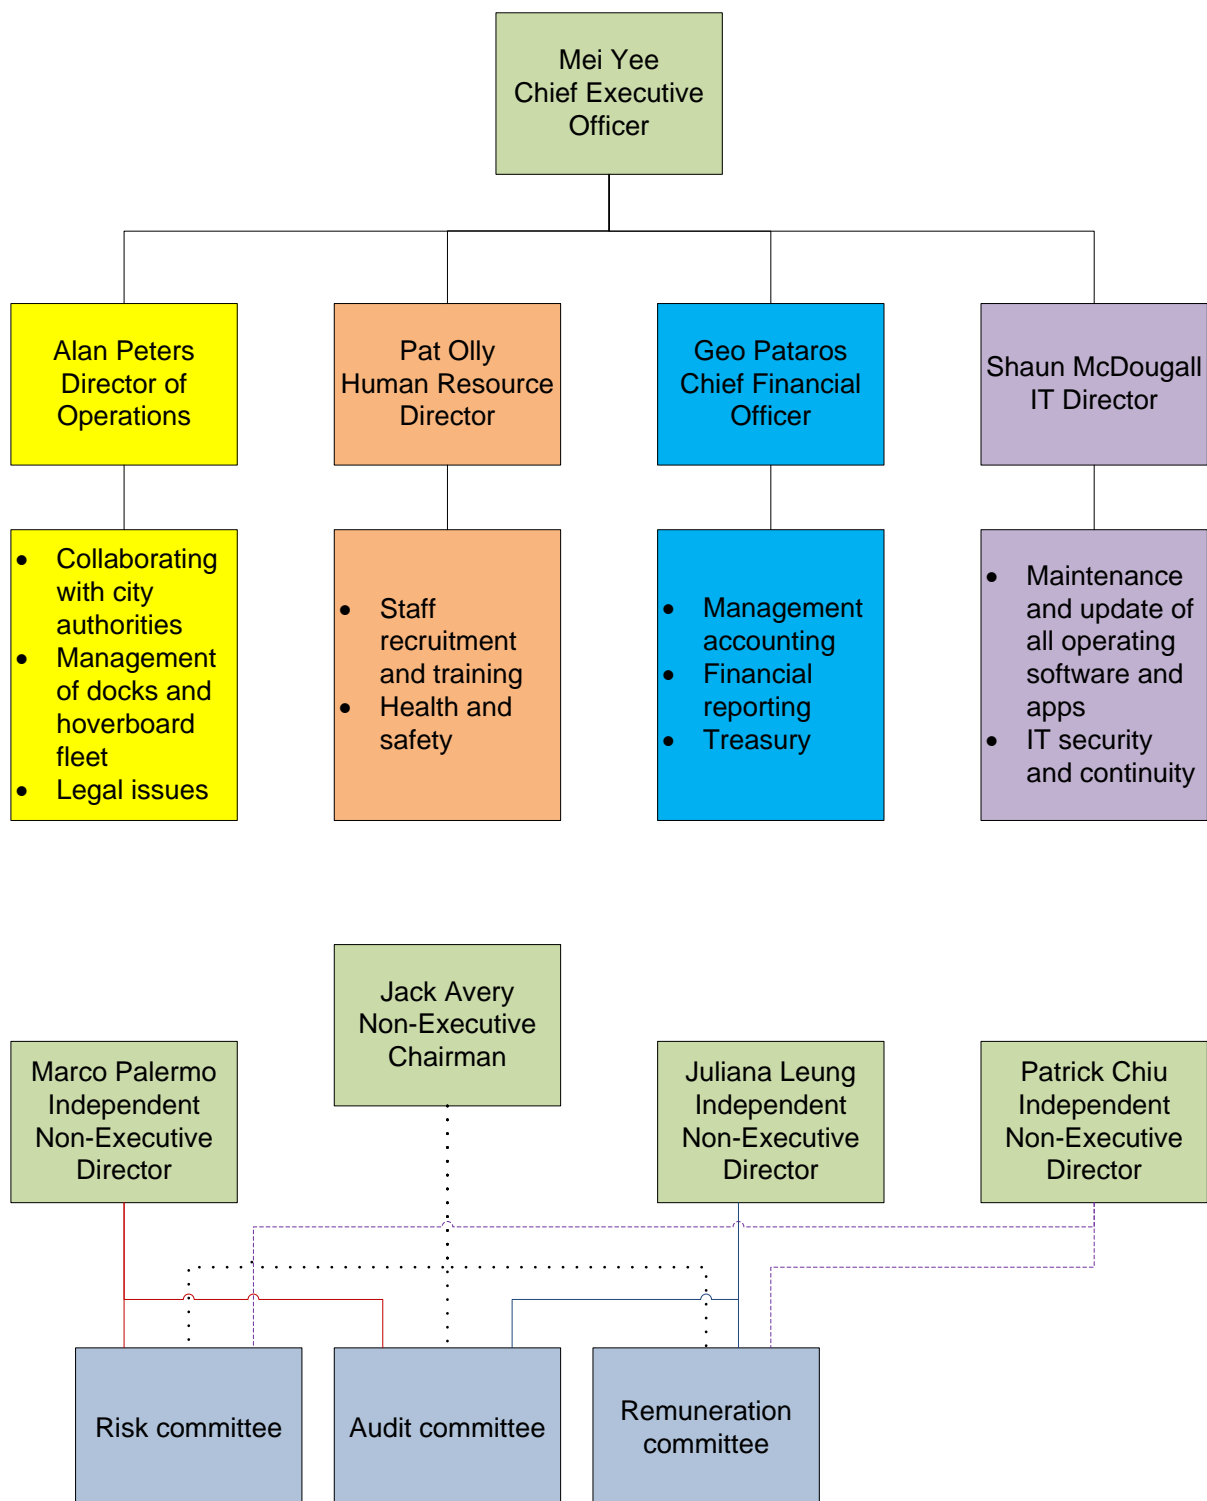 Mei Yee
Chief Executive
Officer
Alan Peters
Director of
Operations
Pat Olly
Human Resource
Director
Geo Pataros
Chief Financial
Officer
Shaun McDougall
IT Director
• Collaborating
with city
authorities
• Management
of docks and
hoverboard
fleet
• Legal issues
• Staff
recruitment
and training
• Health and
safety
• Management
accounting
• Financial
reporting
• Treasury
• Maintenance
and update of
all operating
software and
apps
• IT security
and continuity
Jack Avery
Non-Executive
Chairman
Marco Palermo
Independent
Non-Executive
Director
Juliana Leung
Independent
Non-Executive
Director
Patrick Chiu
Independent
Non-Executive
Director
Risk committee
Audit committee
Remuneration
committee